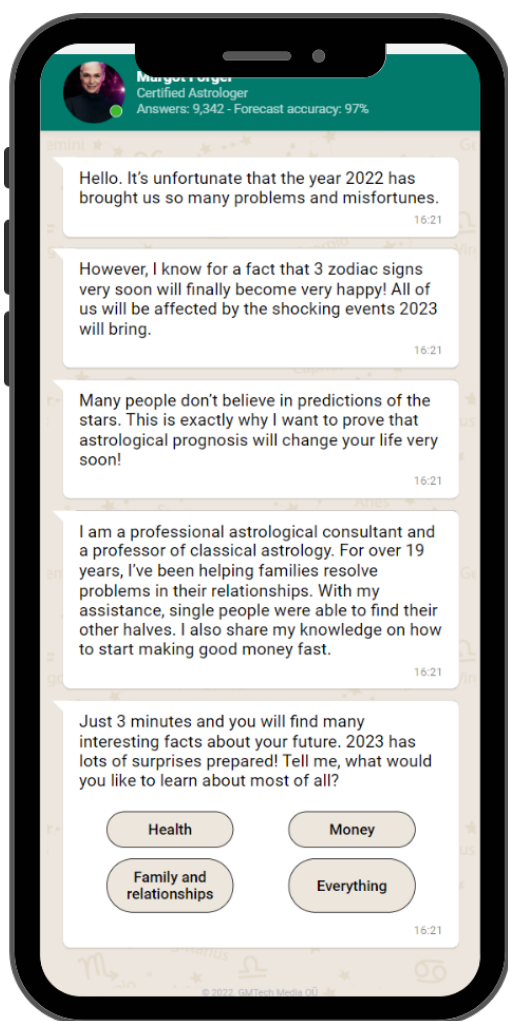 Margot Forger
Certified Astrologer
Answers: 9,342 - Forecast accuracy: 97%
Hello. It's unfortunate that the year 2022 has
brought us so many problems and misfortunes.
16:21
However, I know for a fact that 3 zodiac signs
very soon will finally become very happy! All of
us will be affected by the shocking events 2023
will bring.
16:21
Many people don't believe in predictions of the
stars. This is exactly why I want to prove that
astrological prognosis will change your life very
soon!
16:21
I am a professional astrological consultant and
a professor of classical astrology. For over 19
years, I've been helping families resolve
problems in their relationships. With my
assistance, single people were able to find their
other halves. I also share my knowledge on how
to start making good money fast.
16:21
Just 3 minutes and you will find many
interesting facts about your future. 2023 has
lots of surprises prepared! Tell me, what would
you like to learn about most of all?
Health
Money
Family and
relationships
Everything
16:21
© 2022, GMTech Media OÜ